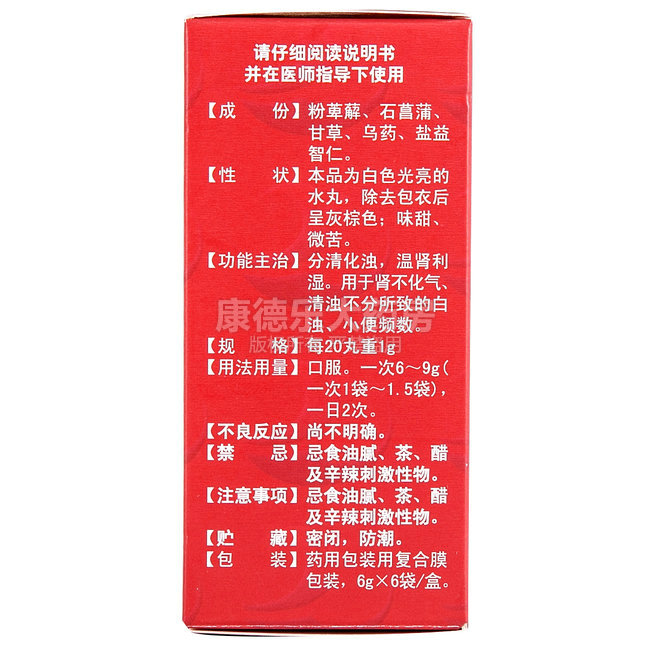 请仔细阅读说明书
并在医师指导下使用
【成 份】粉萆薢、石菖蒲、
甘草、乌药、盐益
智仁。
【性 状】本品为白色光亮的
水丸，除去包衣后
呈灰棕色；味甜、
微苦。
【功能主治】分清化浊，温肾利
湿。用于肾不化气、
清浊不分所致的白
浊、小便频数。
康德乐大药房
【规 格】每20丸重1g
【用法用量】口服。一次6～9g(
一次1袋～1.5袋)，
一日2次。
【不良反应】尚不明确。
【禁 忌】忌食油腻、茶、醋
及辛辣刺激性物。
【注意事项】忌食油腻、茶、醋
及辛辣刺激性物。
【贮 藏】密闭，防潮。
【包 装】药用包装用复合膜
包装，6g×6袋/盒。